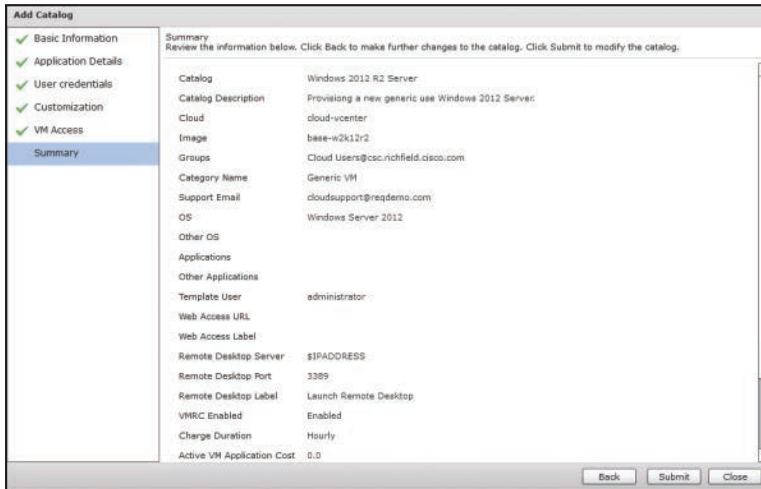 Add Catalog
Basic Information
Application Details
User credentials
Customization
VM Access
Summary
Summary
Review the information below. Click Back to make further changes to the catalog. Click Submit to modify the catalog.
Catalog Windows 2012 R2 Server
Catalog Description Provisiong a new generic use Windows 2012 Server.
Cloud cloud-vcenter
Image base-w2k12r2
Groups Cloud Users@csc.richfield.cisco.com
Category Name Generic VM
Support Email cloudsupport@reqdemo.com
OS Windows Server 2012
Other OS
Applications
Other Applications
Template User administrator
Web Access URL
Web Access Label
Remote Desktop Server $IPADDRESS
Remote Desktop Port 3389
Remote Desktop Label Launch Remote Desktop
VMRC Enabled Enabled
Charge Duration Hourly
Active VM Application Cost 0.0
Back Submit Close